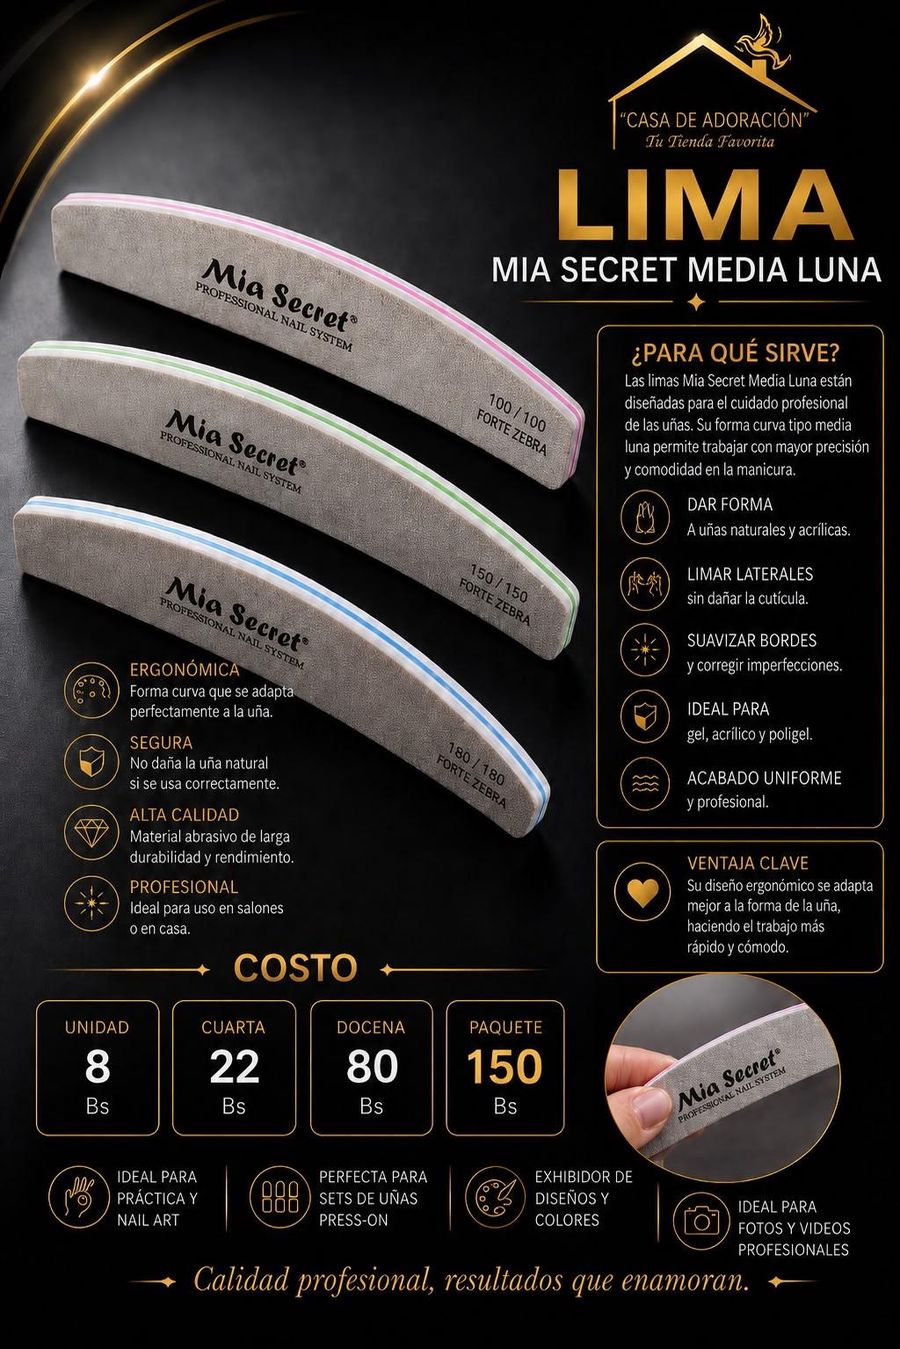 "CASA DE ADORACIÓN"
Tu Tienda Favorita
LIMA
MIA SECRET MEDIA LUNA
Mia Secret®
PROFESSIONAL NAIL SYSTEM
100 / 100
FORTE ZEBRA
Mia Secret®
PROFESSIONAL NAIL SYSTEM
150 / 150
FORTE ZEBRA
Mia Secret®
PROFESSIONAL NAIL SYSTEM
180 / 180
FORTE ZEBRA
¿PARA QUÉ SIRVE?
Las limas Mia Secret Media Luna están
diseñadas para el cuidado profesional
de las uñas. Su forma curva tipo media
luna permite trabajar con mayor precisión
y comodidad en la manicura.
DAR FORMA
A uñas naturales y acrílicas.
LIMAR LATERALES
sin dañar la cutícula.
SUAVIZAR BORDES
y corregir imperfecciones.
IDEAL PARA
gel, acrílico y poligel.
ACABADO UNIFORME
y profesional.
ERGONÓMICA
Forma curva que se adapta
perfectamente a la uña.
SEGURA
No daña la uña natural
si se usa correctamente.
ALTA CALIDAD
Material abrasivo de larga
durabilidad y rendimiento.
PROFESIONAL
Ideal para uso en salones
o en casa.
VENTAJA CLAVE
Su diseño ergonómico se adapta
mejor a la forma de la uña,
haciendo el trabajo más
rápido y cómodo.
COSTO
UNIDAD
8
Bs
CUARTA
22
Bs
DOCENA
80
Bs
PAQUETE
150
Bs
Mia Secret®
PROFESSIONAL NAIL SYSTEM
IDEAL PARA
PRÁCTICA Y
NAIL ART
PERFECTA PARA
SETS DE UÑAS
PRESS-ON
EXHIBIDOR DE
DISEÑOS Y
COLORES
IDEAL PARA
FOTOS Y VIDEOS
PROFESIONALES
Calidad profesional, resultados que enamoran.